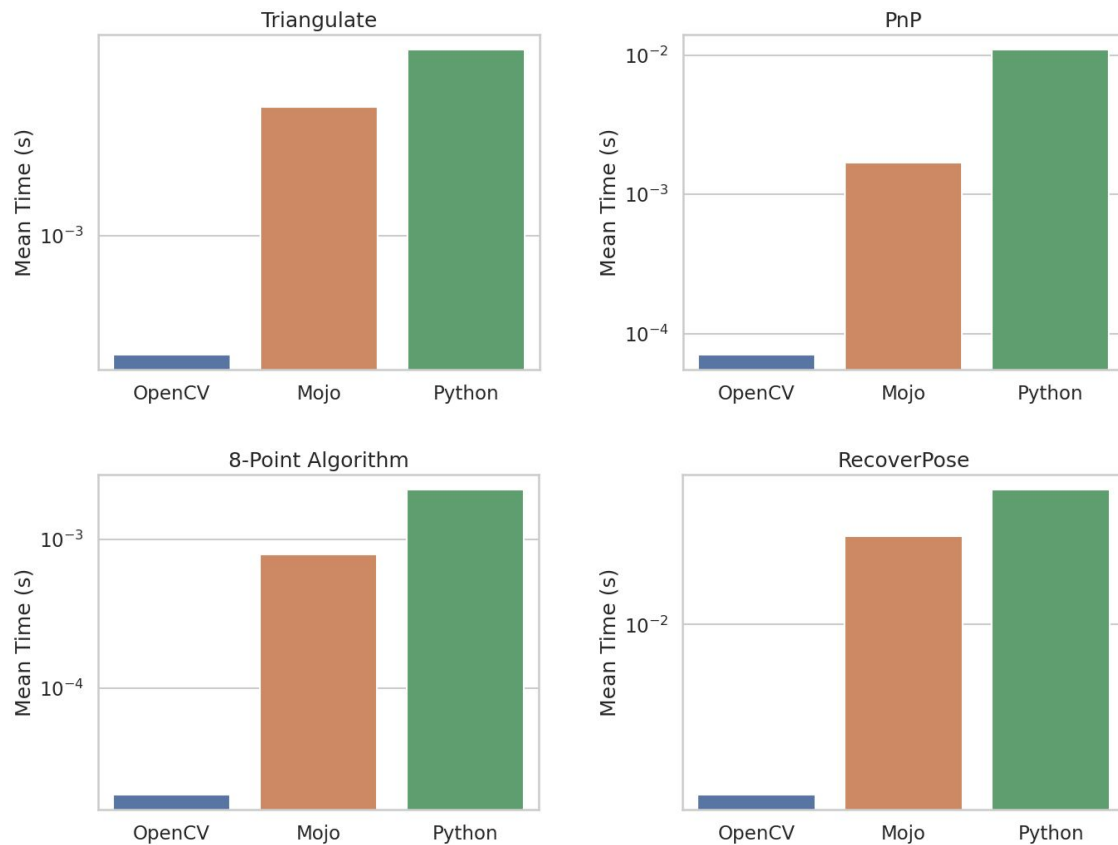 Triangulate
Mean Time (s)
10⁻³
OpenCV Mojo Python
PnP
Mean Time (s)
10⁻²
10⁻³
10⁻⁴
OpenCV Mojo Python
8-Point Algorithm
Mean Time (s)
10⁻³
10⁻⁴
OpenCV Mojo Python
RecoverPose
Mean Time (s)
10⁻²
OpenCV Mojo Python